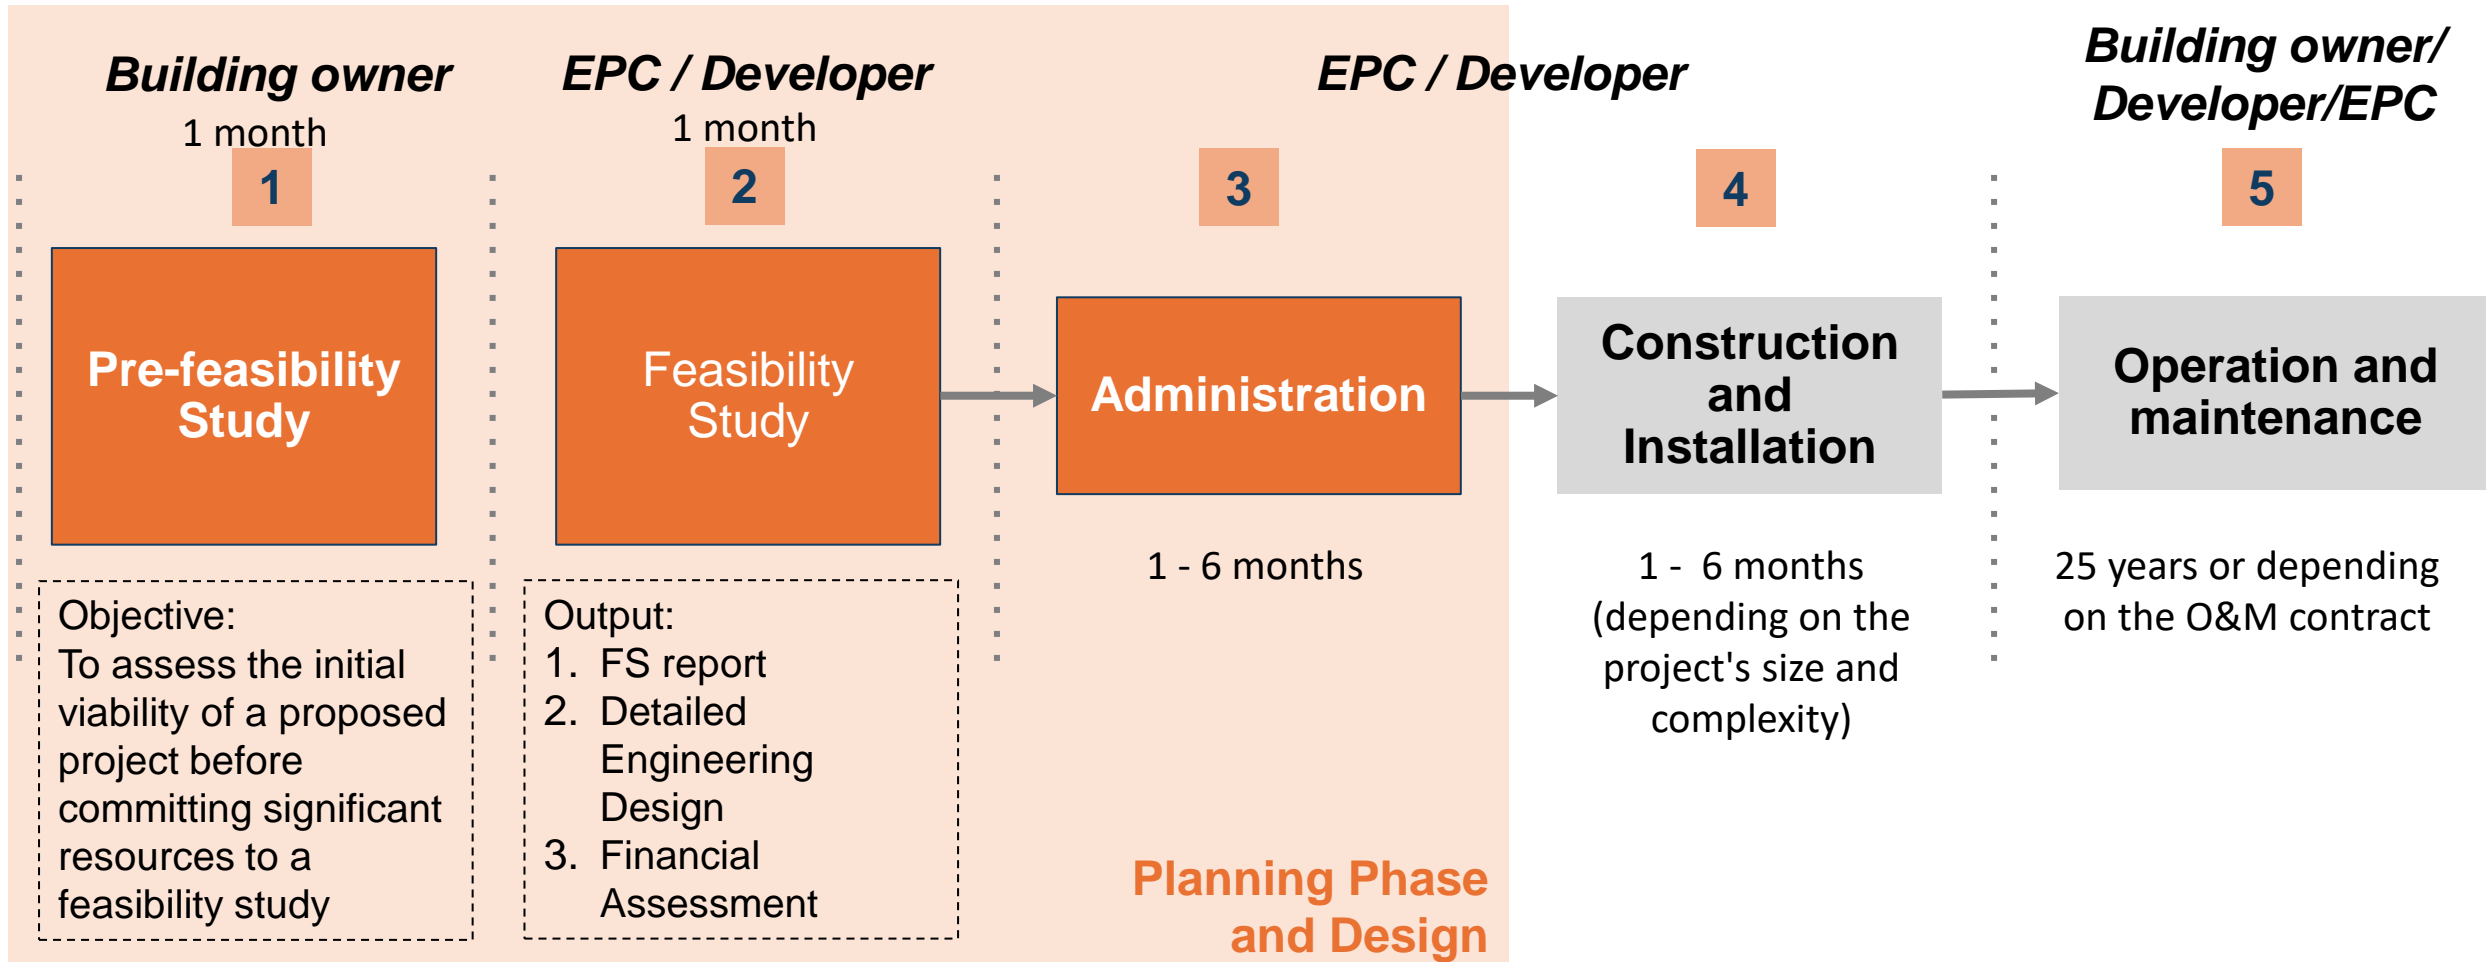 Building owner
1 month
1
Pre-feasibility
Study
Objective:
To assess the initial
viability of a proposed
project before
committing significant
resources to a
feasibility study
EPC / Developer
1 month
2
Feasibility
Study
Output:
1. FS report
2. Detailed
Engineering
Design
3. Financial
Assessment
EPC / Developer
3
Administration
1 - 6 months
Planning Phase
and Design
4
Construction
and
Installation
1 - 6 months
(depending on the
project's size and
complexity)
Building owner/
Developer/EPC
5
Operation and
maintenance
25 years or depending
on the O&M contract